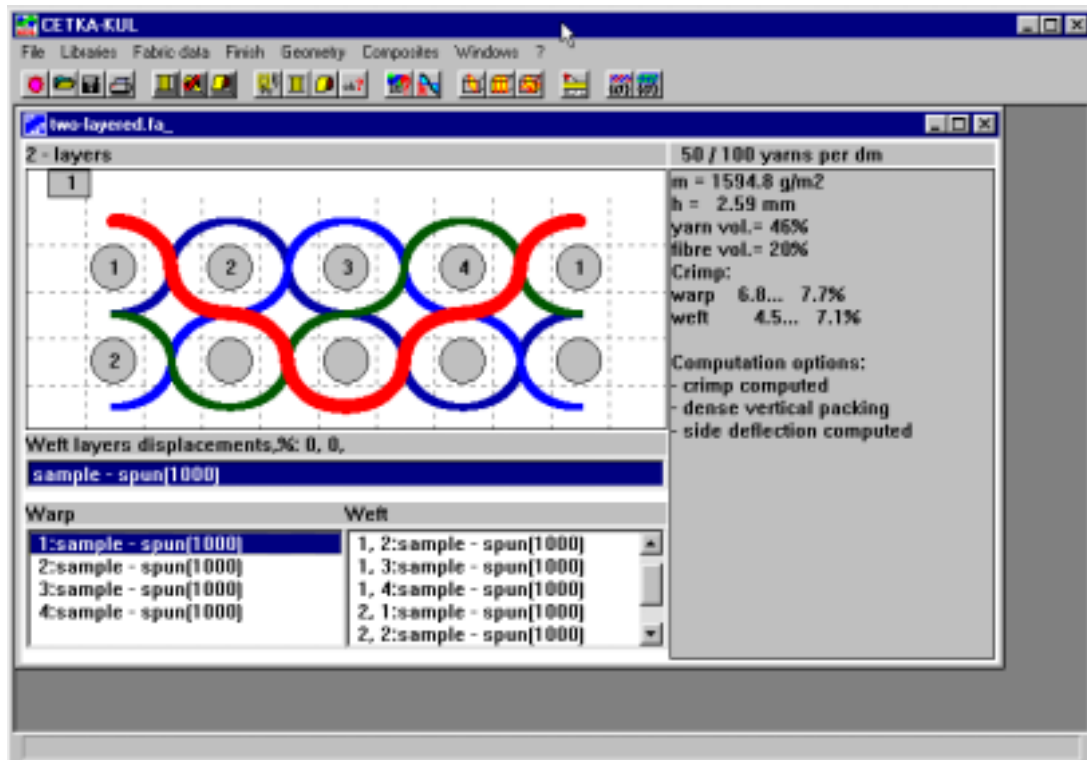 CETKA-KUL
File Libraries Fabric data Finish Geometry Composites Windows ?
two-layered.fa_
2 - layers
50 / 100 yarns per dm
1
m = 1594.8 g/m2
h = 2.59 mm
yarn vol.= 46%
fibre vol.= 20%
Crimp:
warp 6.8... 7.7%
weft 4.5... 7.1%
Computation options:
- crimp computed
- dense vertical packing
- side deflection computed
1 2 3 4 1
2
Weft layers displacements,%: 0, 0,
sample - spun(1000)
Warp
1:sample - spun(1000)
2:sample - spun(1000)
3:sample - spun(1000)
4:sample - spun(1000)
Weft
1, 2:sample - spun(1000)
1, 3:sample - spun(1000)
1, 4:sample - spun(1000)
2, 1:sample - spun(1000)
2, 2:sample - spun(1000)